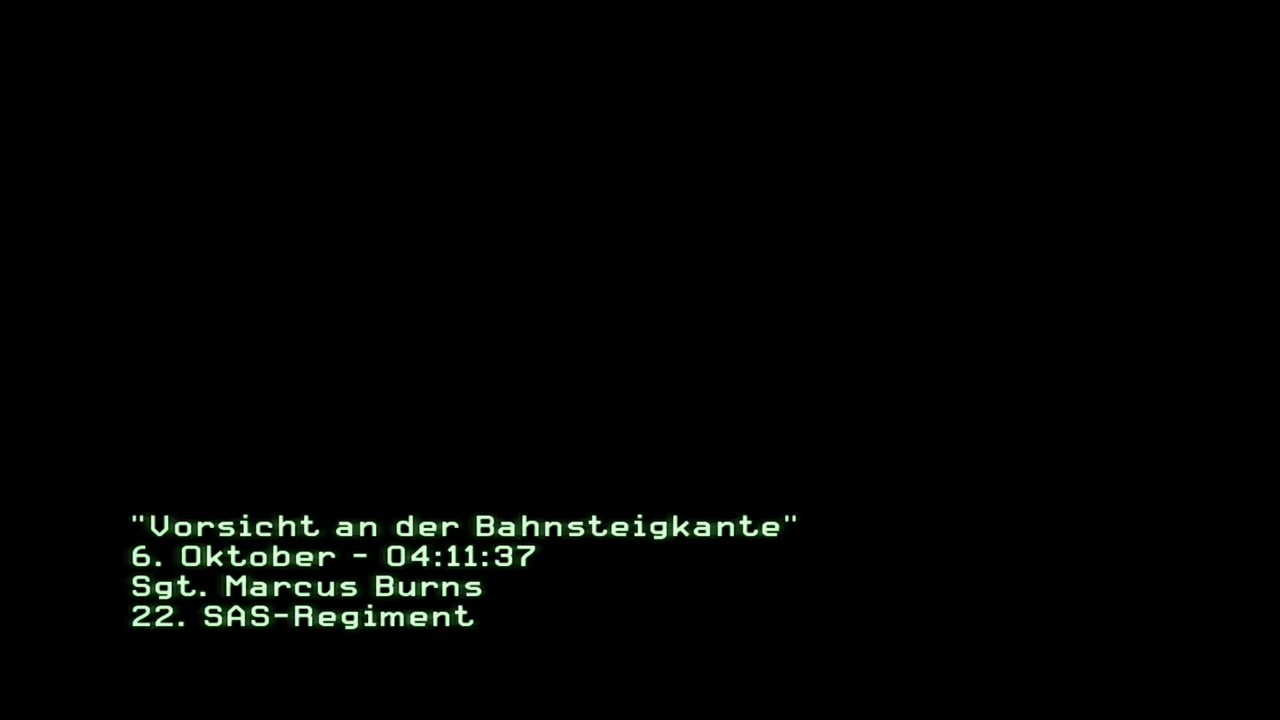 "Vorsicht an der Bahnsteigkante"
6. Oktober - 04:11:37
Sgt. Marcus Burns
22. SAS-Regiment